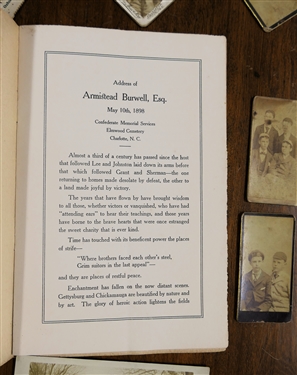 Address of
Armistead Burwell, Esq.
May 10th, 1898
Confederate Memorial Services
Elmwood Cemetery
Charlotte, N. C.
Almost a third of a century has passed since the host
that followed Lee and Johnston laid down its arms before
that which followed Grant and Sherman—the one
returning to homes made desolate by defeat, the other to
a land made joyful by victory.
The years that have flown by have brought wisdom
to all those, whether victors or vanquished, who have had
"attending ears" to hear their teachings, and those years
have borne to the brave hearts that were once estranged
the sweet charity that is ever kind.
Time has touched with its beneficent power the places
of strife—
"Where brothers faced each other's steel,
Grim suitors in the last appeal"—
and they are places of restful peace.
Enchantment has fallen on the now distant scenes.
Gettysburg and Chickamauga are beautified by nature and
by art. The glory of heroic action lightens the fields